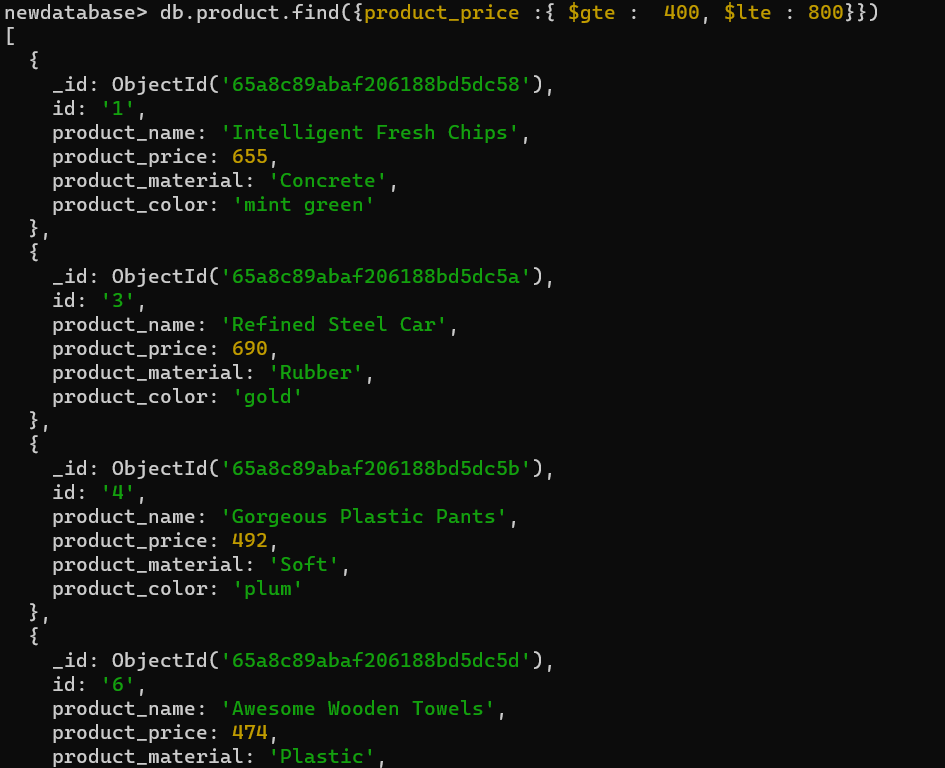 newdatabase> db.product.find({product_price :{ $gte :  400, $lte : 800}})
[
  {
    _id: ObjectId('65a8c89abaf206188bd5dc58'),
    id: '1',
    product_name: 'Intelligent Fresh Chips',
    product_price: 655,
    product_material: 'Concrete',
    product_color: 'mint green'
  },
  {
    _id: ObjectId('65a8c89abaf206188bd5dc5a'),
    id: '3',
    product_name: 'Refined Steel Car',
    product_price: 690,
    product_material: 'Rubber',
    product_color: 'gold'
  },
  {
    _id: ObjectId('65a8c89abaf206188bd5dc5b'),
    id: '4',
    product_name: 'Gorgeous Plastic Pants',
    product_price: 492,
    product_material: 'Soft',
    product_color: 'plum'
  },
  {
    _id: ObjectId('65a8c89abaf206188bd5dc5d'),
    id: '6',
    product_name: 'Awesome Wooden Towels',
    product_price: 474,
    product_material: 'Plastic',